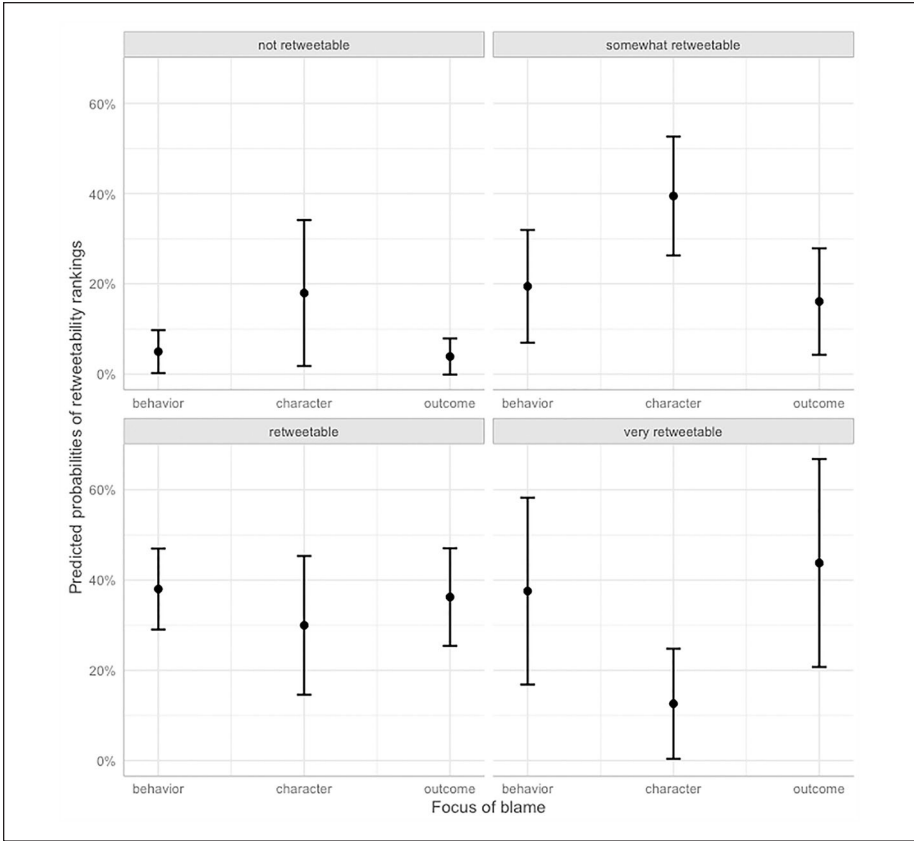 not retweetable
somewhat retweetable
60%
40%
20%
0%
behavior character outcome behavior character outcome
retweetable
very retweetable
60%
40%
20%
0%
behavior character outcome behavior character outcome
Focus of blame
Predicted probabilities of retweetability rankings